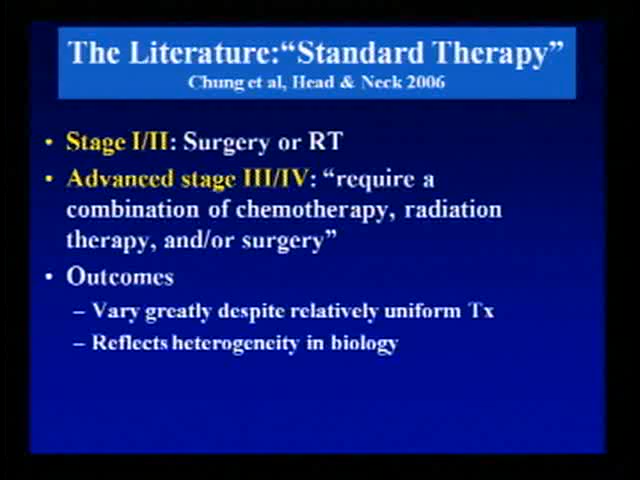 The Literature:“Standard Therapy”
Chung et al, Head & Neck 2006
• Stage I/II: Surgery or RT
• Advanced stage III/IV: “require a
combination of chemotherapy, radiation
therapy, and/or surgery”
• Outcomes
– Vary greatly despite relatively uniform Tx
– Reflects heterogeneity in biology